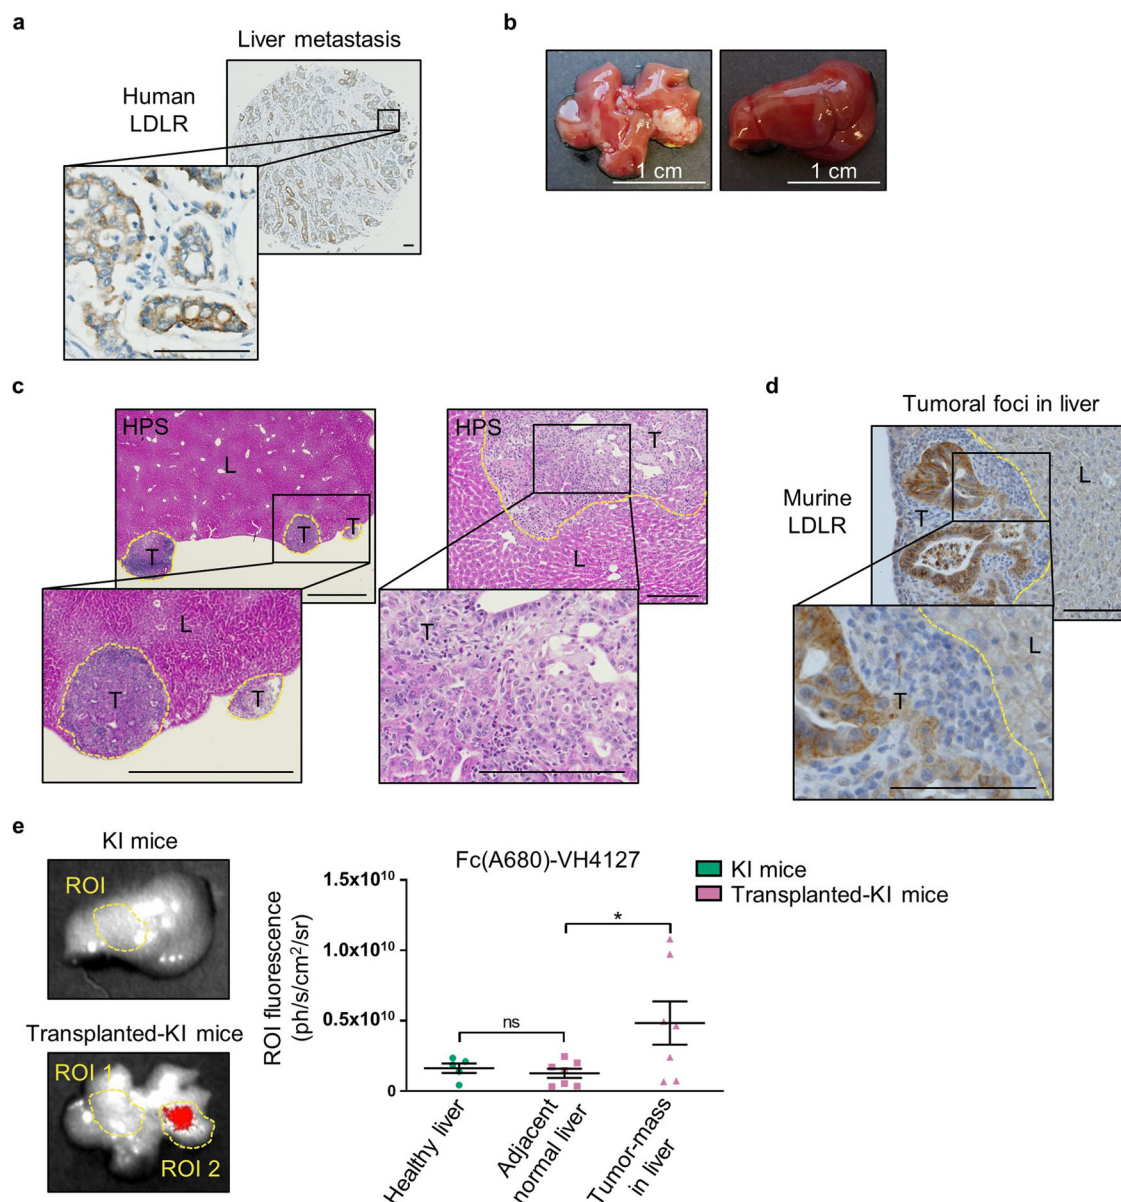 a
Liver metastasis
Human
LDLR
b
1 cm
1 cm
c
HPS
L
T
T
T
L
T
T
HPS
T
L
T
d
Tumoral foci in liver
Murine
LDLR
T
L
T
L
e
KI mice
ROI
Transplanted-KI mice
ROI 1
ROI 2
Fc(A680)-VH4127
KI mice
Transplanted-KI mice
ROI fluorescence
(ph/s/cm²/sr)
1.5x10¹⁰
1.0x10¹⁰
0.5x10¹⁰
0
ns
*
Healthy liver
Adjacent
normal liver
Tumor-mass
in liver